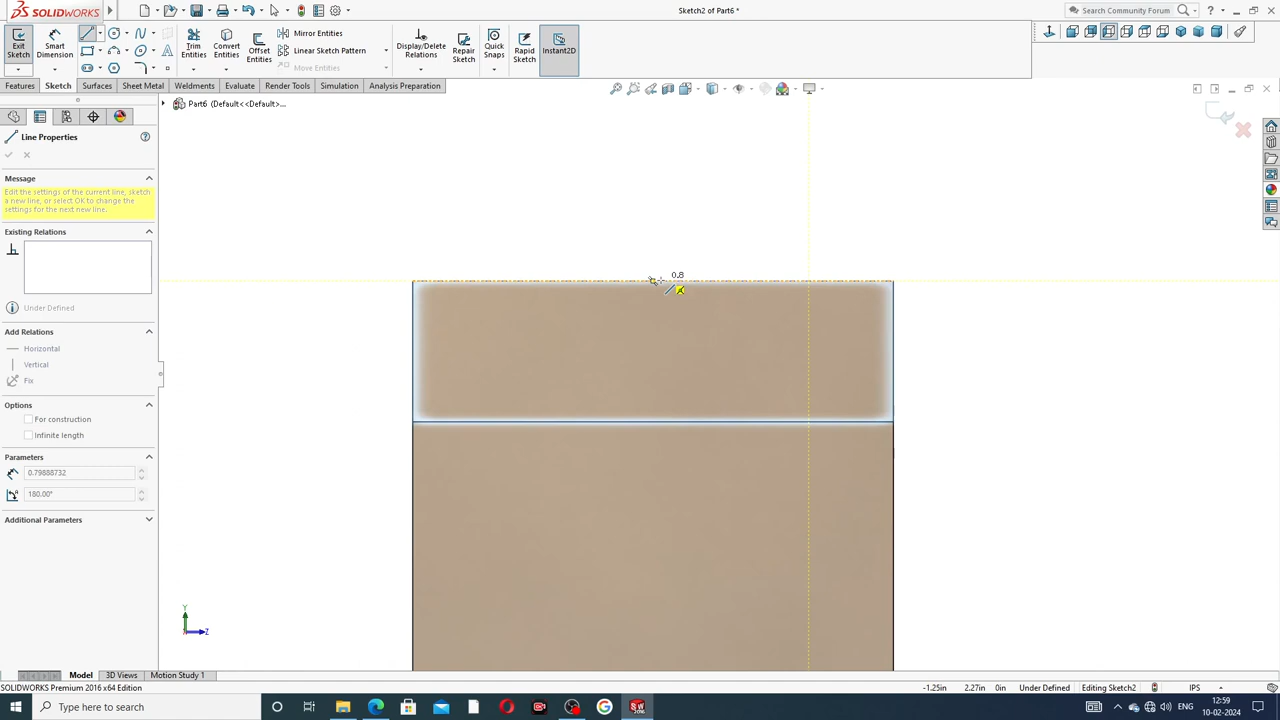 SOLIDWORKS
Sketch2 of Part6 *
Search Community Forum
Exit Sketch
Smart Dimension
Trim Entities
Convert Entities
Offset Entities
Mirror Entities
Linear Sketch Pattern
Move Entities
Display/Delete Relations
Repair Sketch
Quick Snaps
Rapid Sketch
Instant2D
Features
Sketch
Surfaces
Sheet Metal
Weldments
Evaluate
Render Tools
Simulation
Analysis Preparation
Part6 (Default<<Default>...
Line Properties
Message
Edit the settings of the current line, sketch
a new line, or select OK to change the
settings for the next new line.
Existing Relations
Under Defined
Add Relations
Horizontal
Vertical
Fix
Options
For construction
Infinite length
Parameters
0.79888732
180.00°
Additional Parameters
0.8
Y
Z
Model
3D Views
Motion Study 1
SOLIDWORKS Premium 2016 x64 Edition
-1.25in
2.27in
0in
Under Defined
Editing Sketch2
IPS
Type here to search
ENG
12:59
10-02-2024